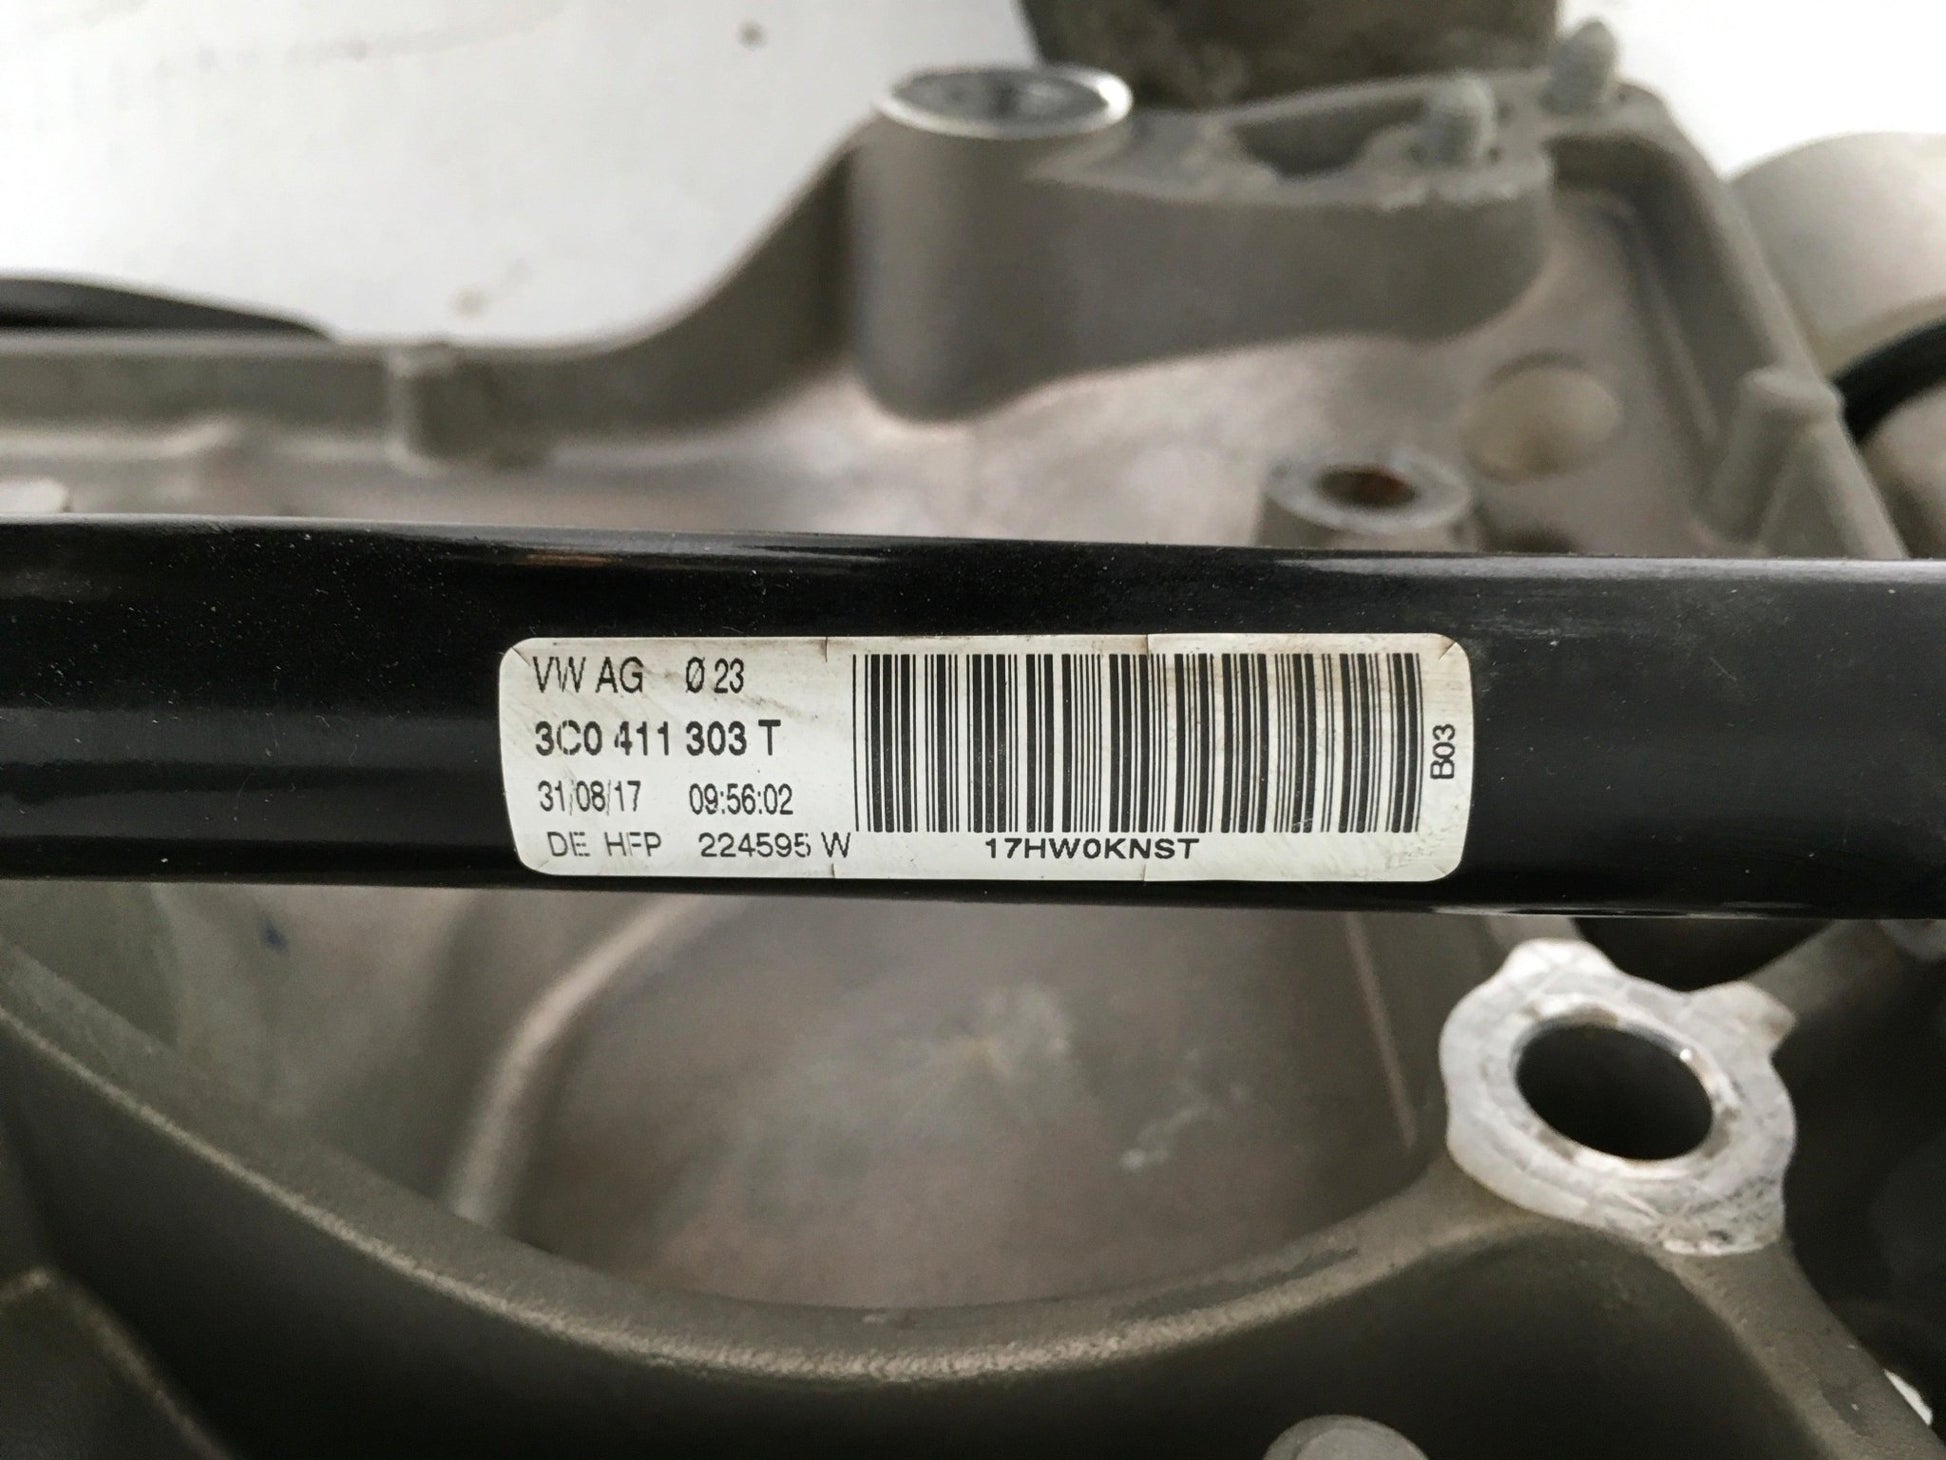 VW AG Ø 23
3C0 411 303 T
31/08/17 09:56:02
DE HFP 224595 W
17HW0KNST
B03